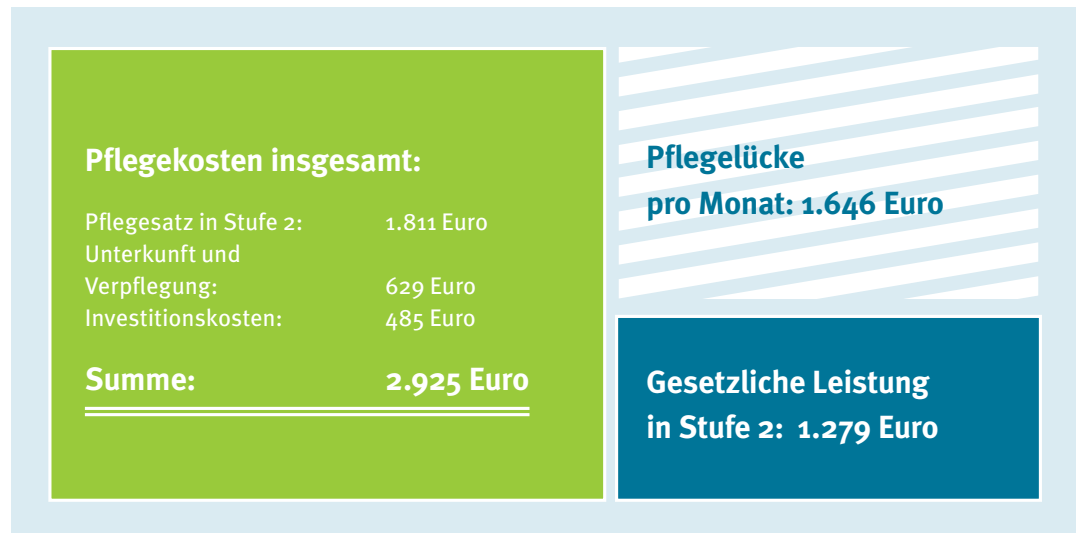 Pflegekosten insgesamt:
Pflegesatz in Stufe 2: 1.811 Euro
Unterkunft und
Verpflegung: 629 Euro
Investitionskosten: 485 Euro
Summe: 2.925 Euro
Pflegelücke
pro Monat: 1.646 Euro
Gesetzliche Leistung
in Stufe 2: 1.279 Euro